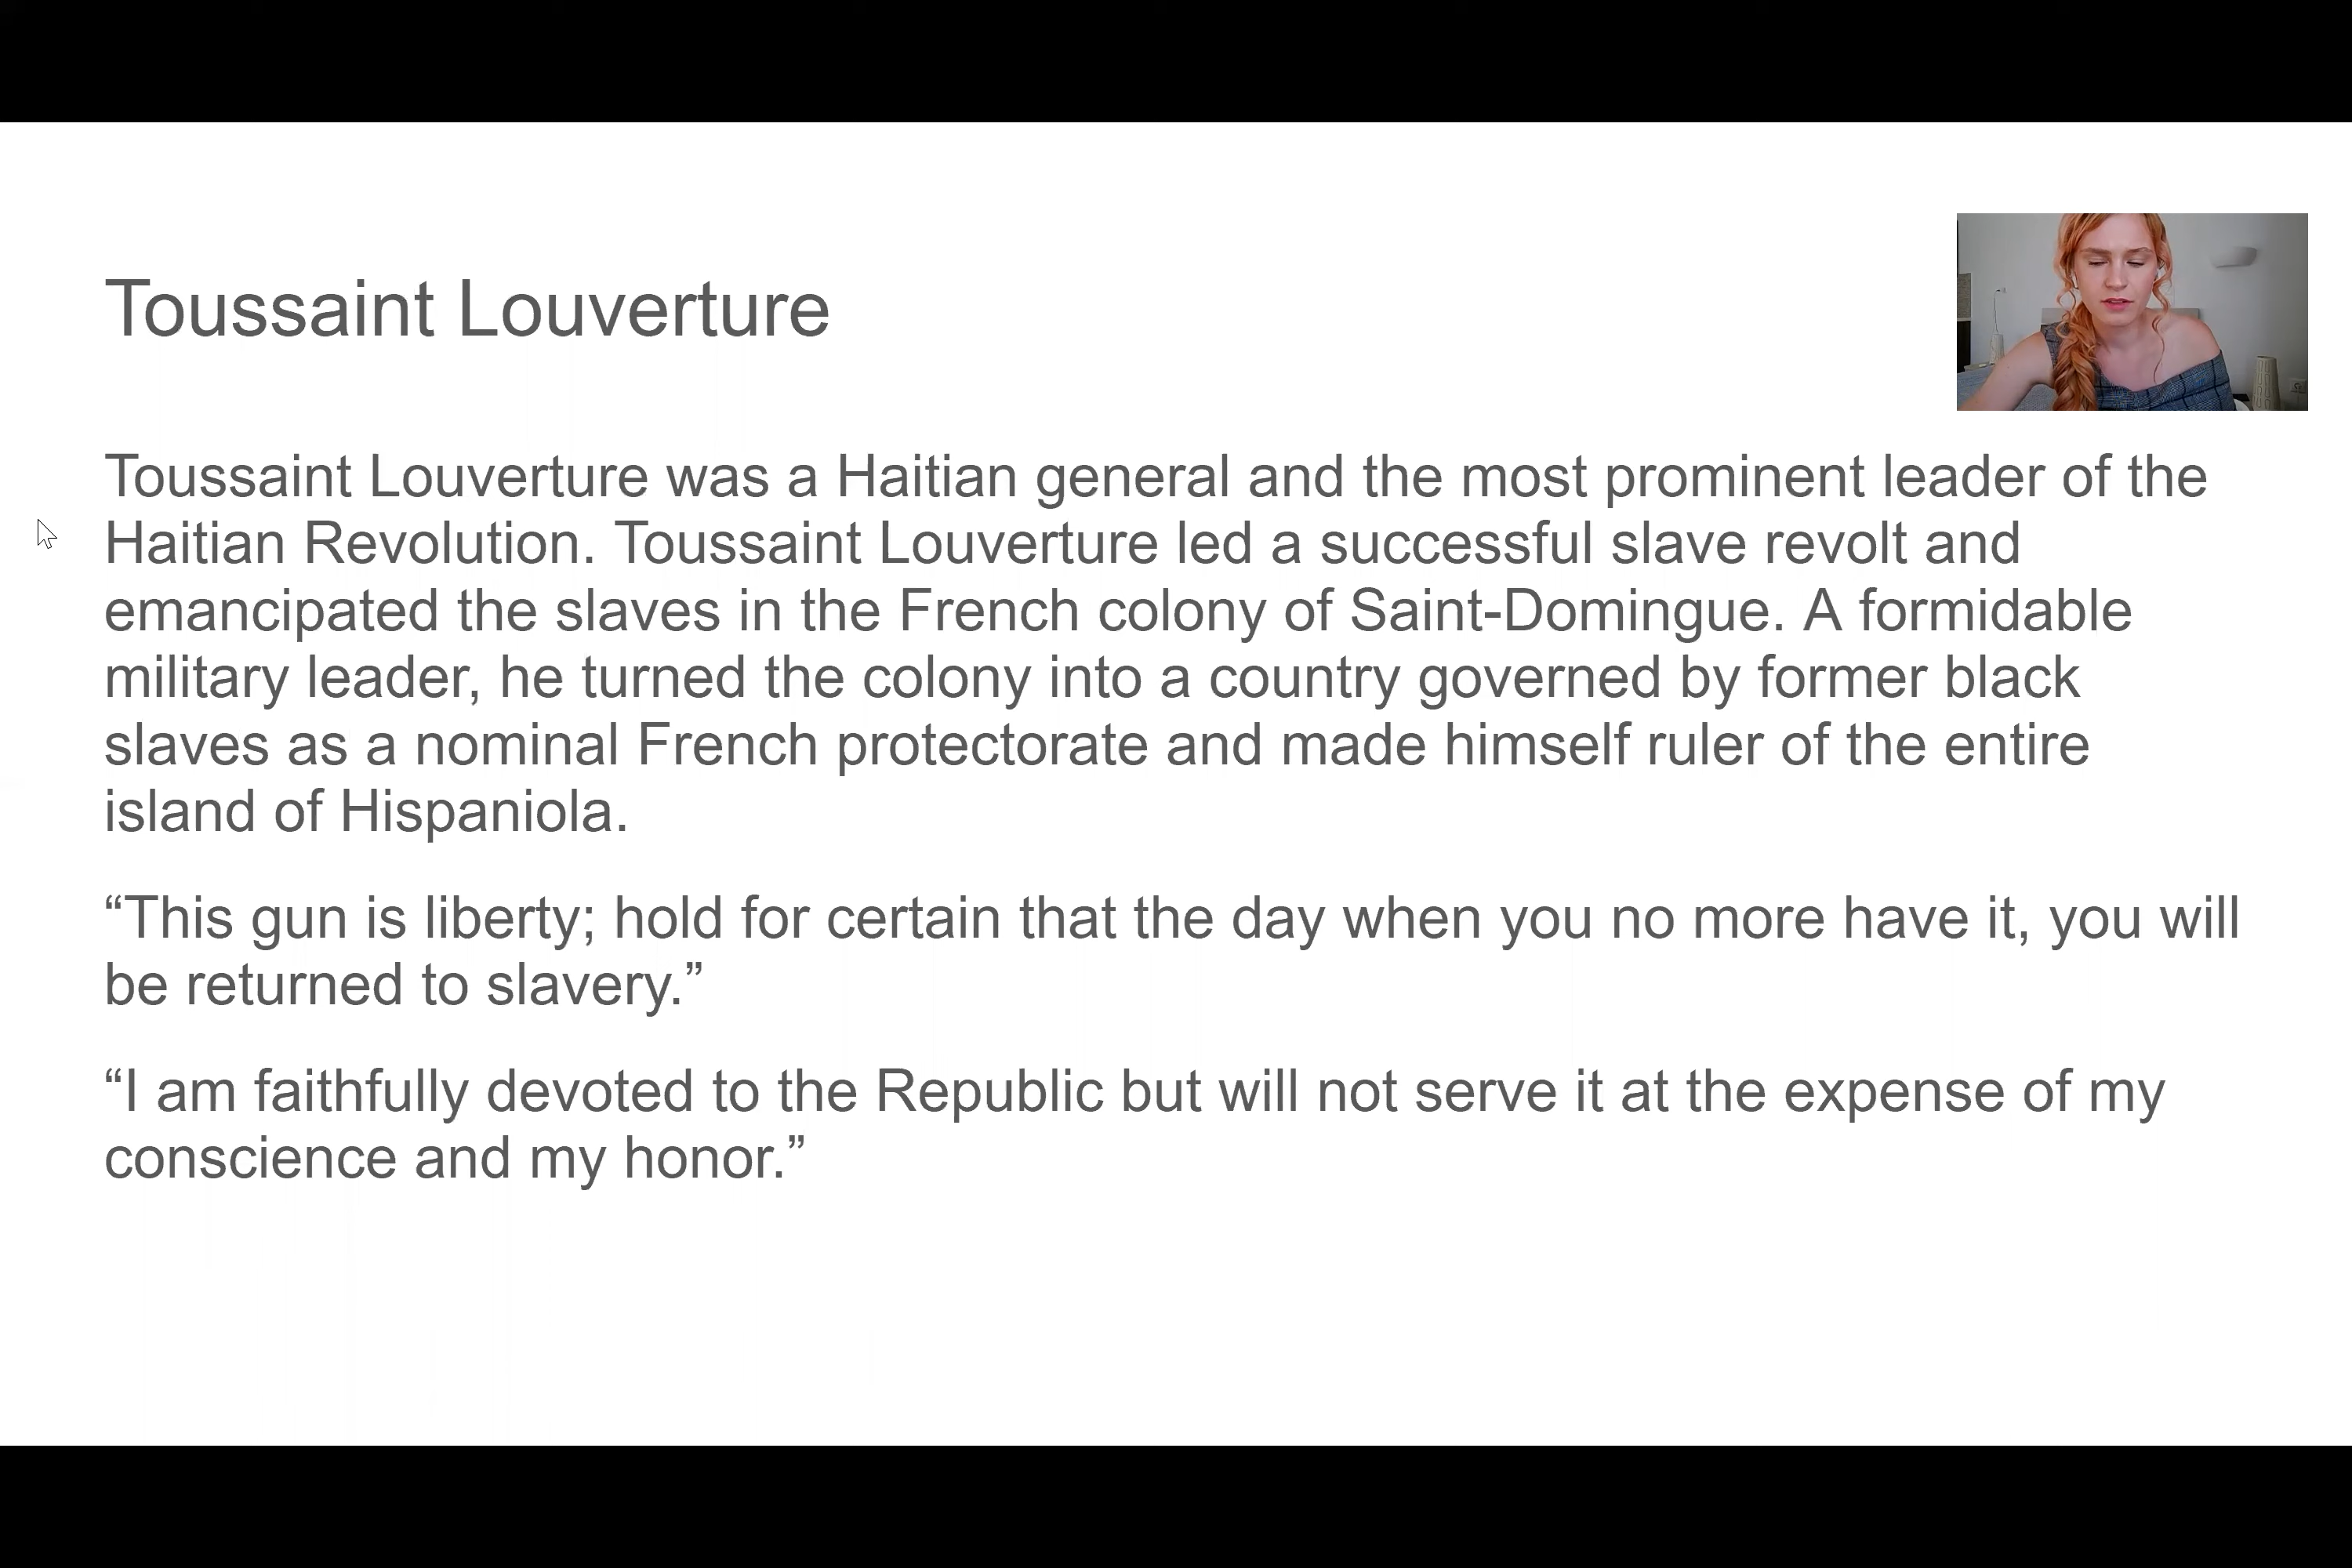 Toussaint Louverture
Toussaint Louverture was a Haitian general and the most prominent leader of the
Haitian Revolution. Toussaint Louverture led a successful slave revolt and
emancipated the slaves in the French colony of Saint-Domingue. A formidable
military leader, he turned the colony into a country governed by former black
slaves as a nominal French protectorate and made himself ruler of the entire
island of Hispaniola.
“This gun is liberty; hold for certain that the day when you no more have it, you will
be returned to slavery.”
“I am faithfully devoted to the Republic but will not serve it at the expense of my
conscience and my honor.”